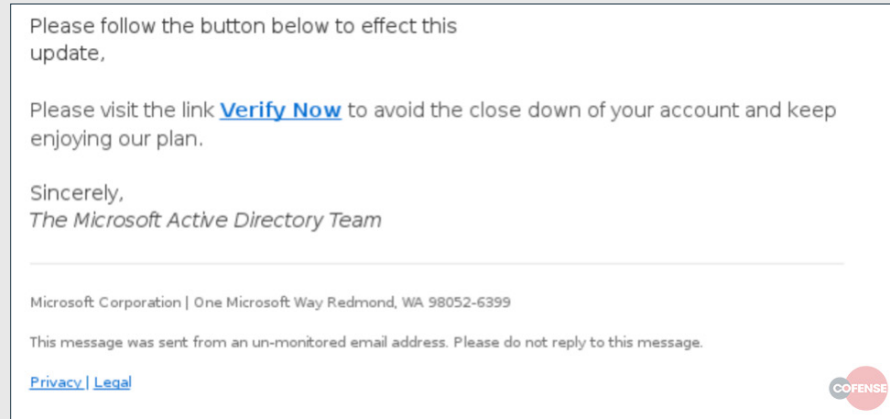 Please follow the button below to effect this
update,
Please visit the link Verify Now to avoid the close down of your account and keep
enjoying our plan.
Sincerely,
The Microsoft Active Directory Team
Microsoft Corporation | One Microsoft Way Redmond, WA 98052-6399
This message was sent from an un-monitored email address. Please do not reply to this message.
Privacy | Legal
COFENSE